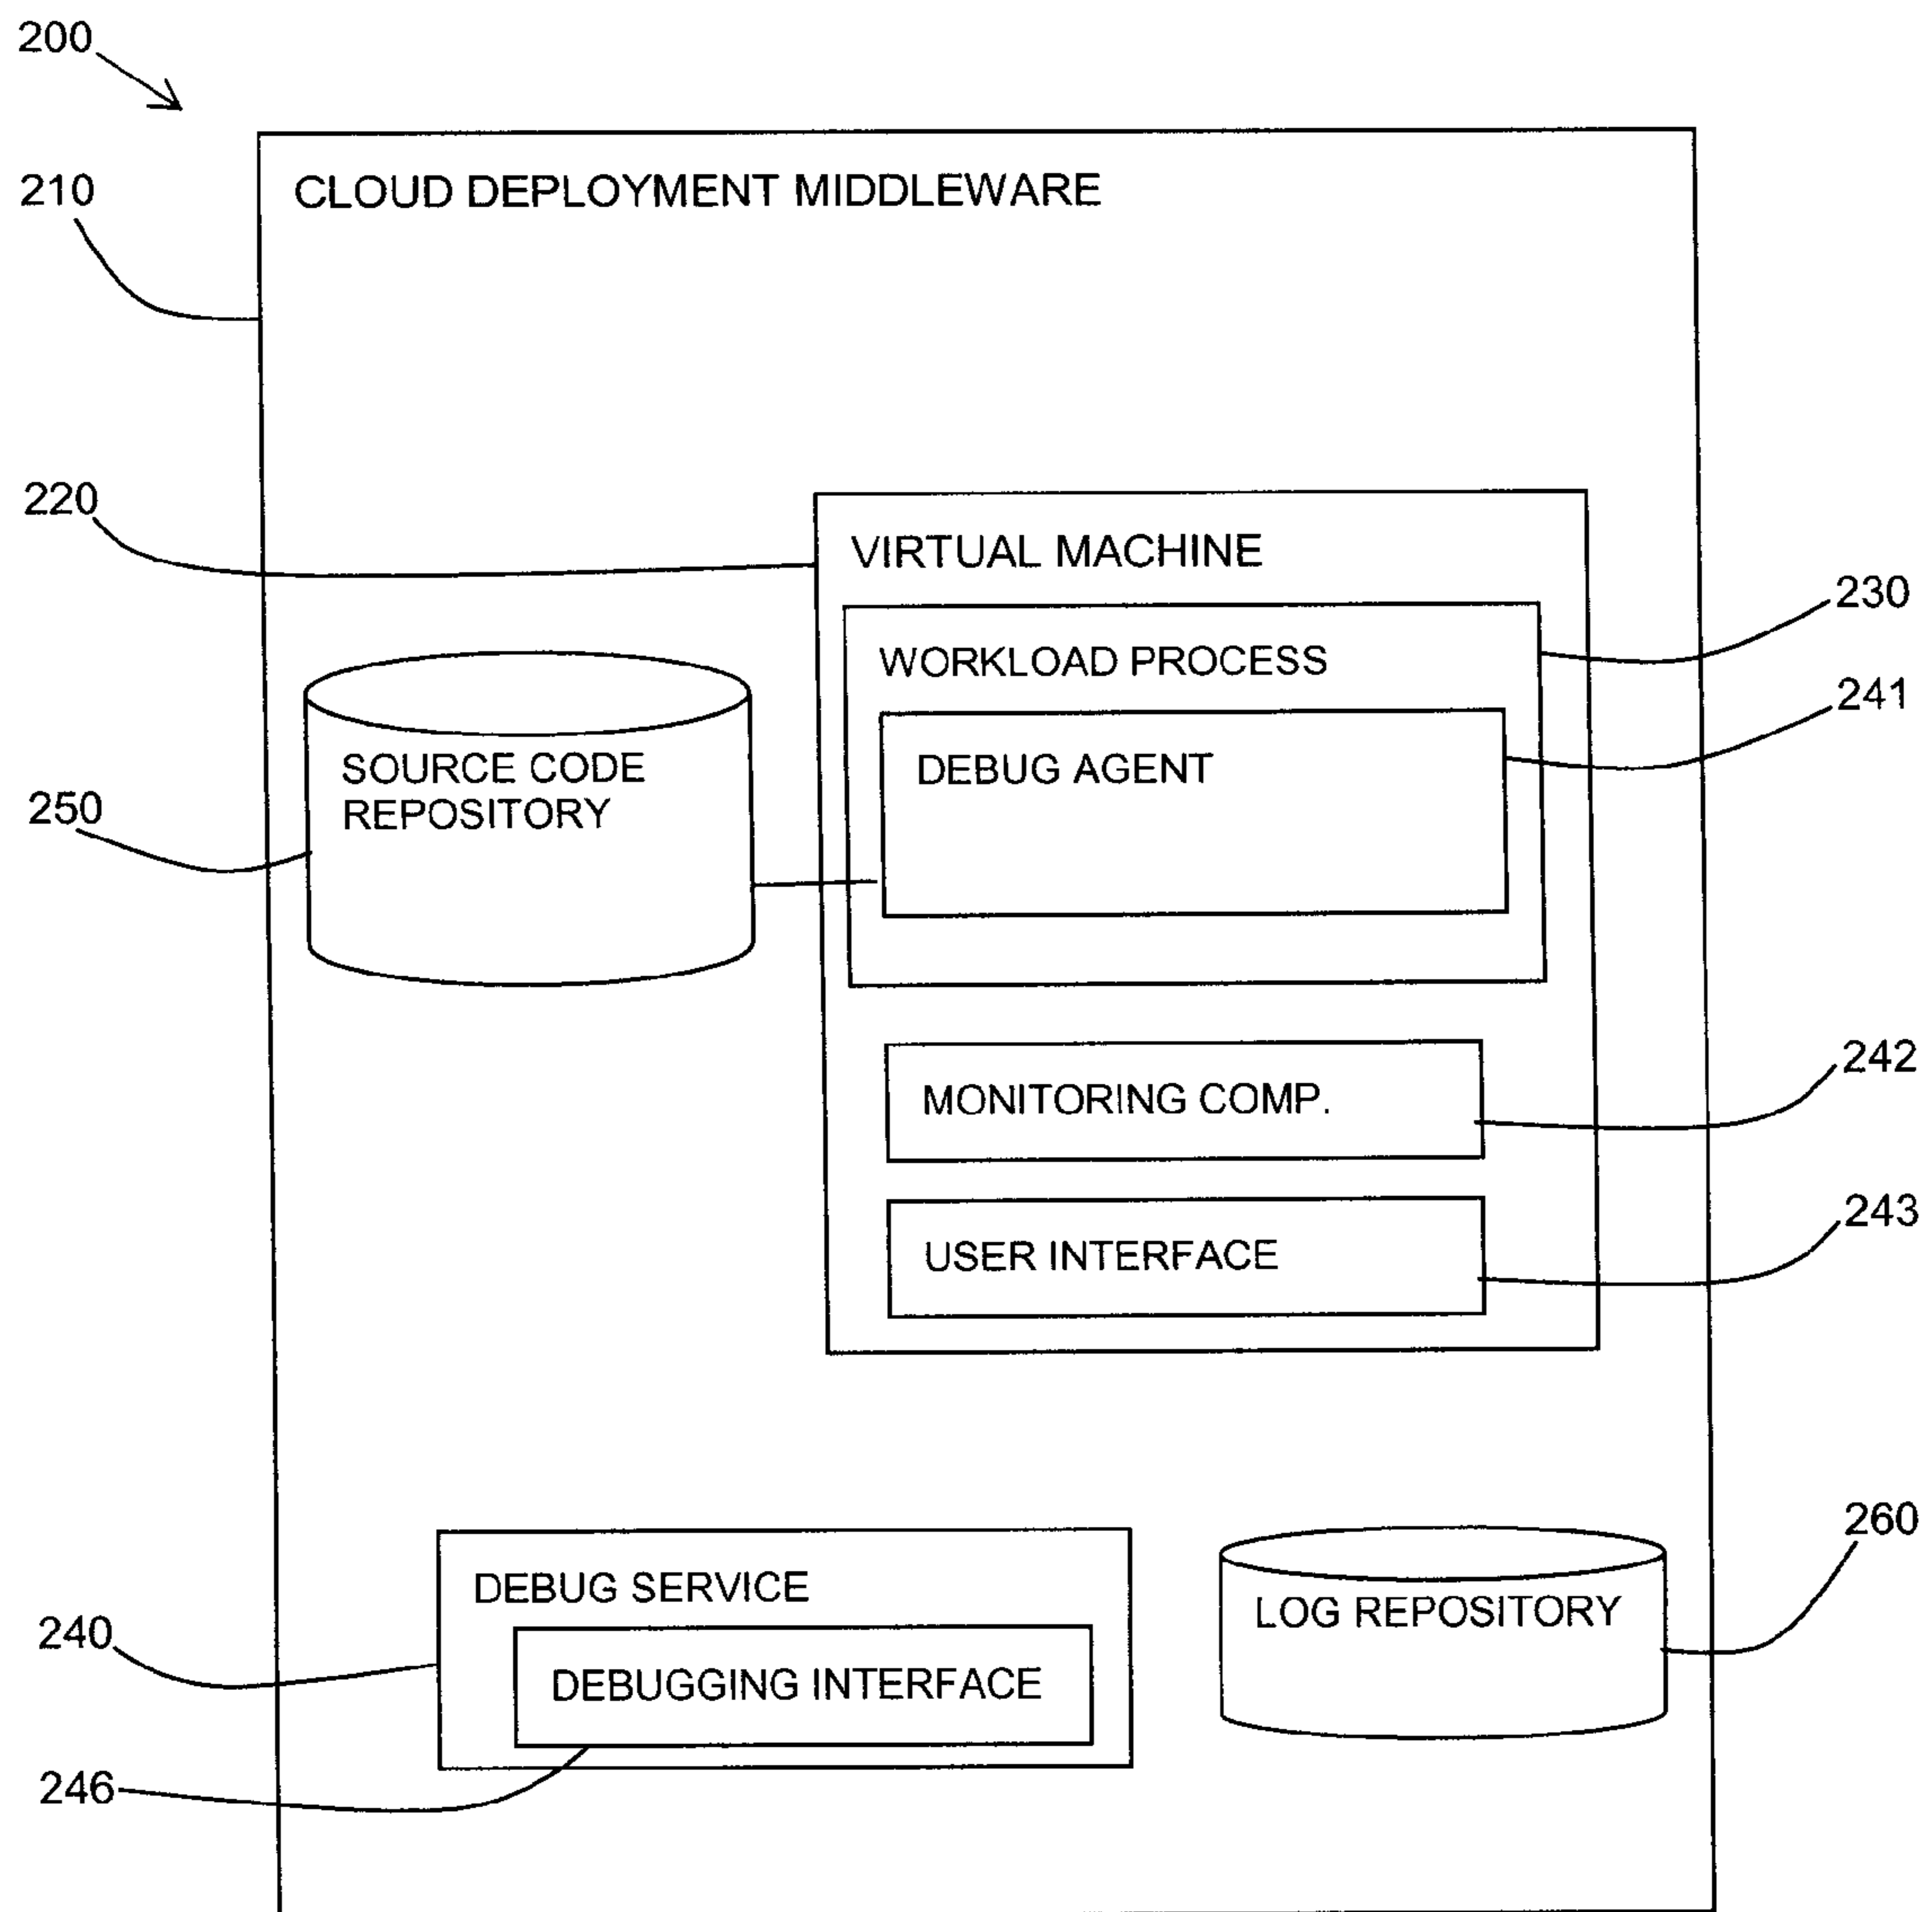 200
210
CLOUD DEPLOYMENT MIDDLEWARE
220
VIRTUAL MACHINE
230
WORKLOAD PROCESS
241
DEBUG AGENT
SOURCE CODE
REPOSITORY
250
242
MONITORING COMP.
243
USER INTERFACE
260
DEBUG SERVICE
LOG REPOSITORY
240
DEBUGGING INTERFACE
246